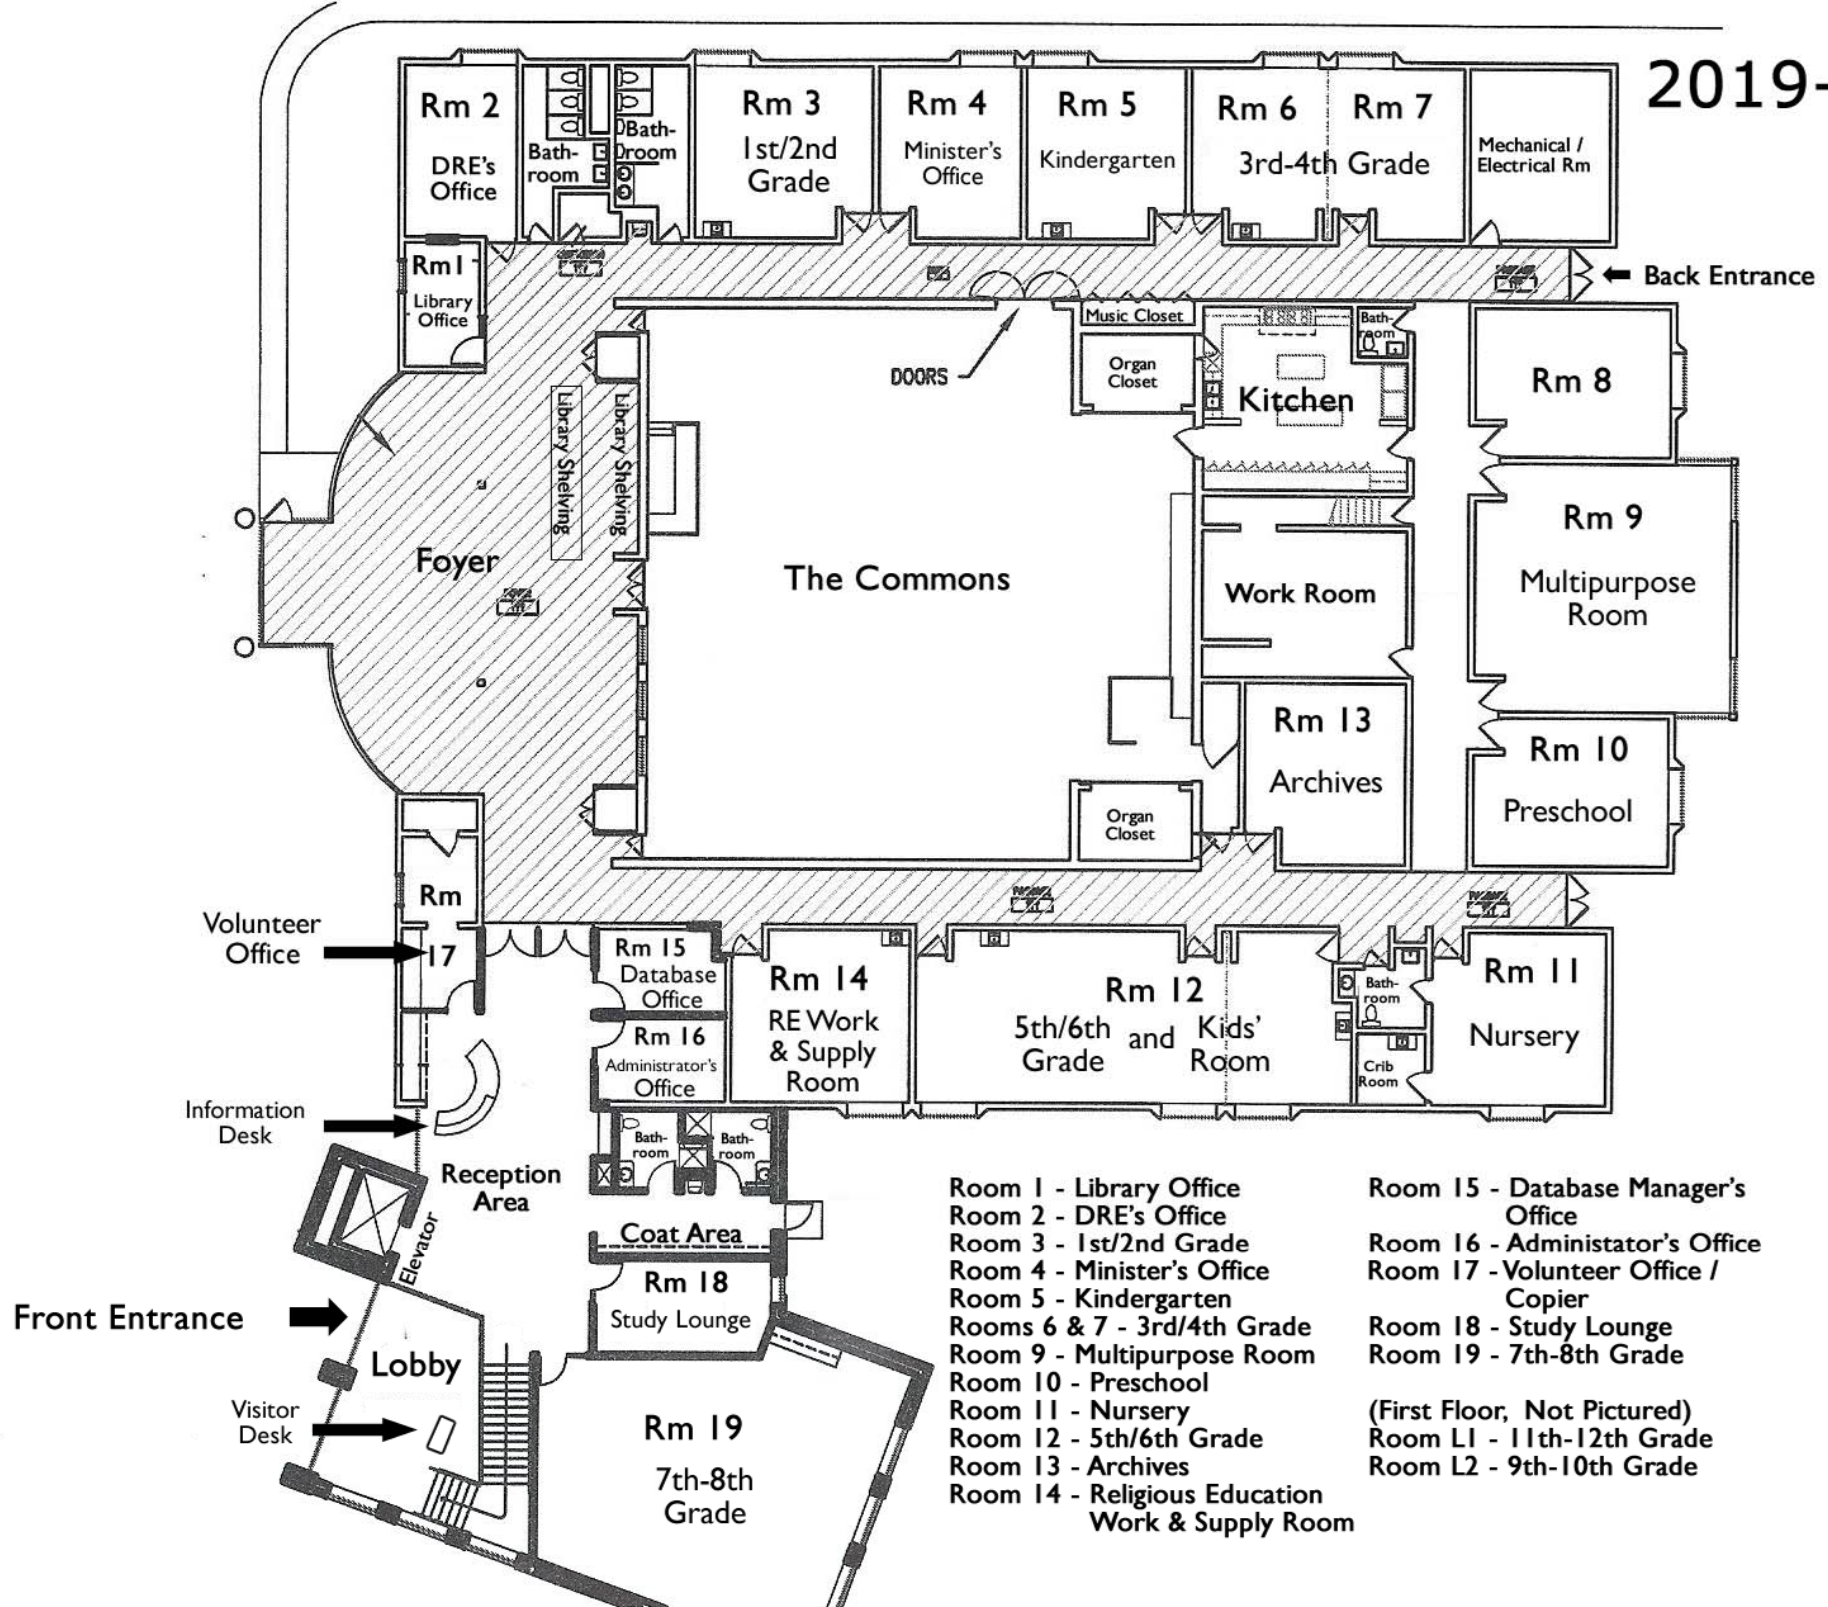 2019-
Rm 2
DRE's
Office
Bath-
room
Bath-
room
Rm 3
1st/2nd
Grade
Rm 4
Minister's
Office
Rm 5
Kindergarten
Rm 6
Rm 7
3rd-4th Grade
Mechanical /
Electrical Rm
Rm1
Library
Office
Back Entrance
Music Closet
Organ
Closet
DOORS
Bath-
room
Kitchen
Rm 8
Library Shelving
Library Shelving
Foyer
The Commons
Work Room
Rm 9
Multipurpose
Room
Rm 13
Archives
Rm 10
Preschool
Organ
Closet
Rm
17
Volunteer
Office
Rm 15
Database
Office
Rm 16
Administrator's
Office
Rm 14
RE Work
& Supply
Room
Rm 12
5th/6th
Grade
and
Kids'
Room
Bath-
room
Crib
Room
Rm 11
Nursery
Information
Desk
Reception
Area
Bath-
room
Bath-
room
Coat Area
Elevator
Rm 18
Study Lounge
Front Entrance
Lobby
Visitor
Desk
Rm 19
7th-8th
Grade
Room 1 - Library Office
Room 2 - DRE's Office
Room 3 - 1st/2nd Grade
Room 4 - Minister's Office
Room 5 - Kindergarten
Rooms 6 & 7 - 3rd/4th Grade
Room 9 - Multipurpose Room
Room 10 - Preschool
Room 11 - Nursery
Room 12 - 5th/6th Grade
Room 13 - Archives
Room 14 - Religious Education
Work & Supply Room
Room 15 - Database Manager's
Office
Room 16 - Administator's Office
Room 17 - Volunteer Office /
Copier
Room 18 - Study Lounge
Room 19 - 7th-8th Grade
(First Floor, Not Pictured)
Room L1 - 11th-12th Grade
Room L2 - 9th-10th Grade